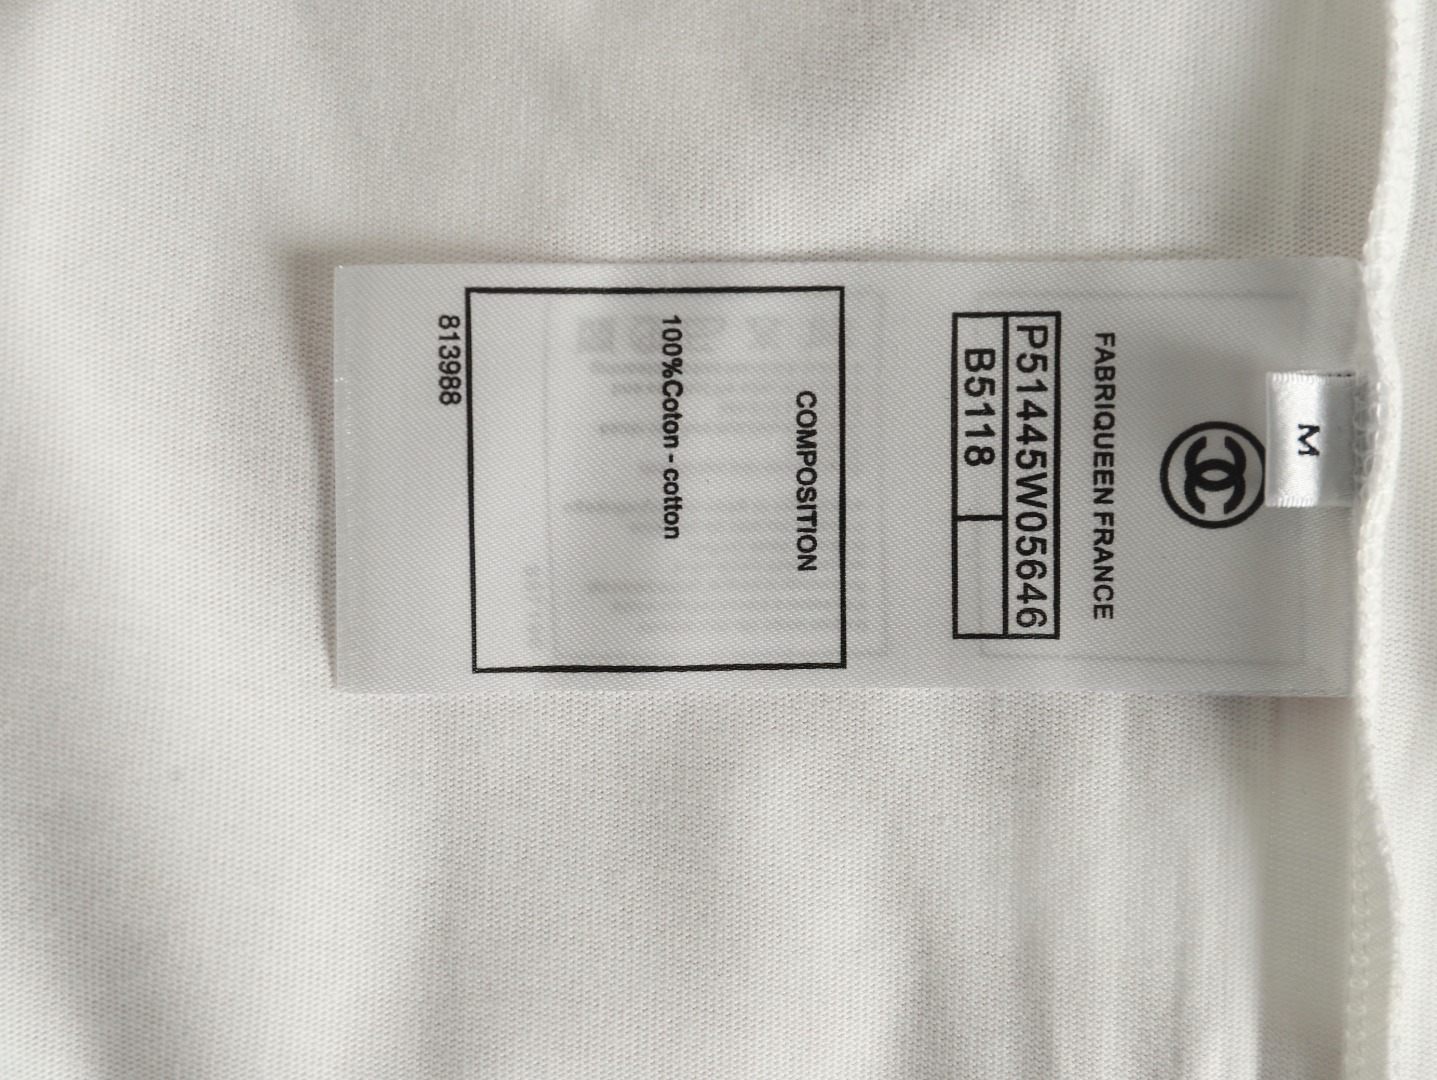 M
FABRIQUEEN FRANCE
P51445W05646
B5118
COMPOSITION
100%Coton - cotton
813988